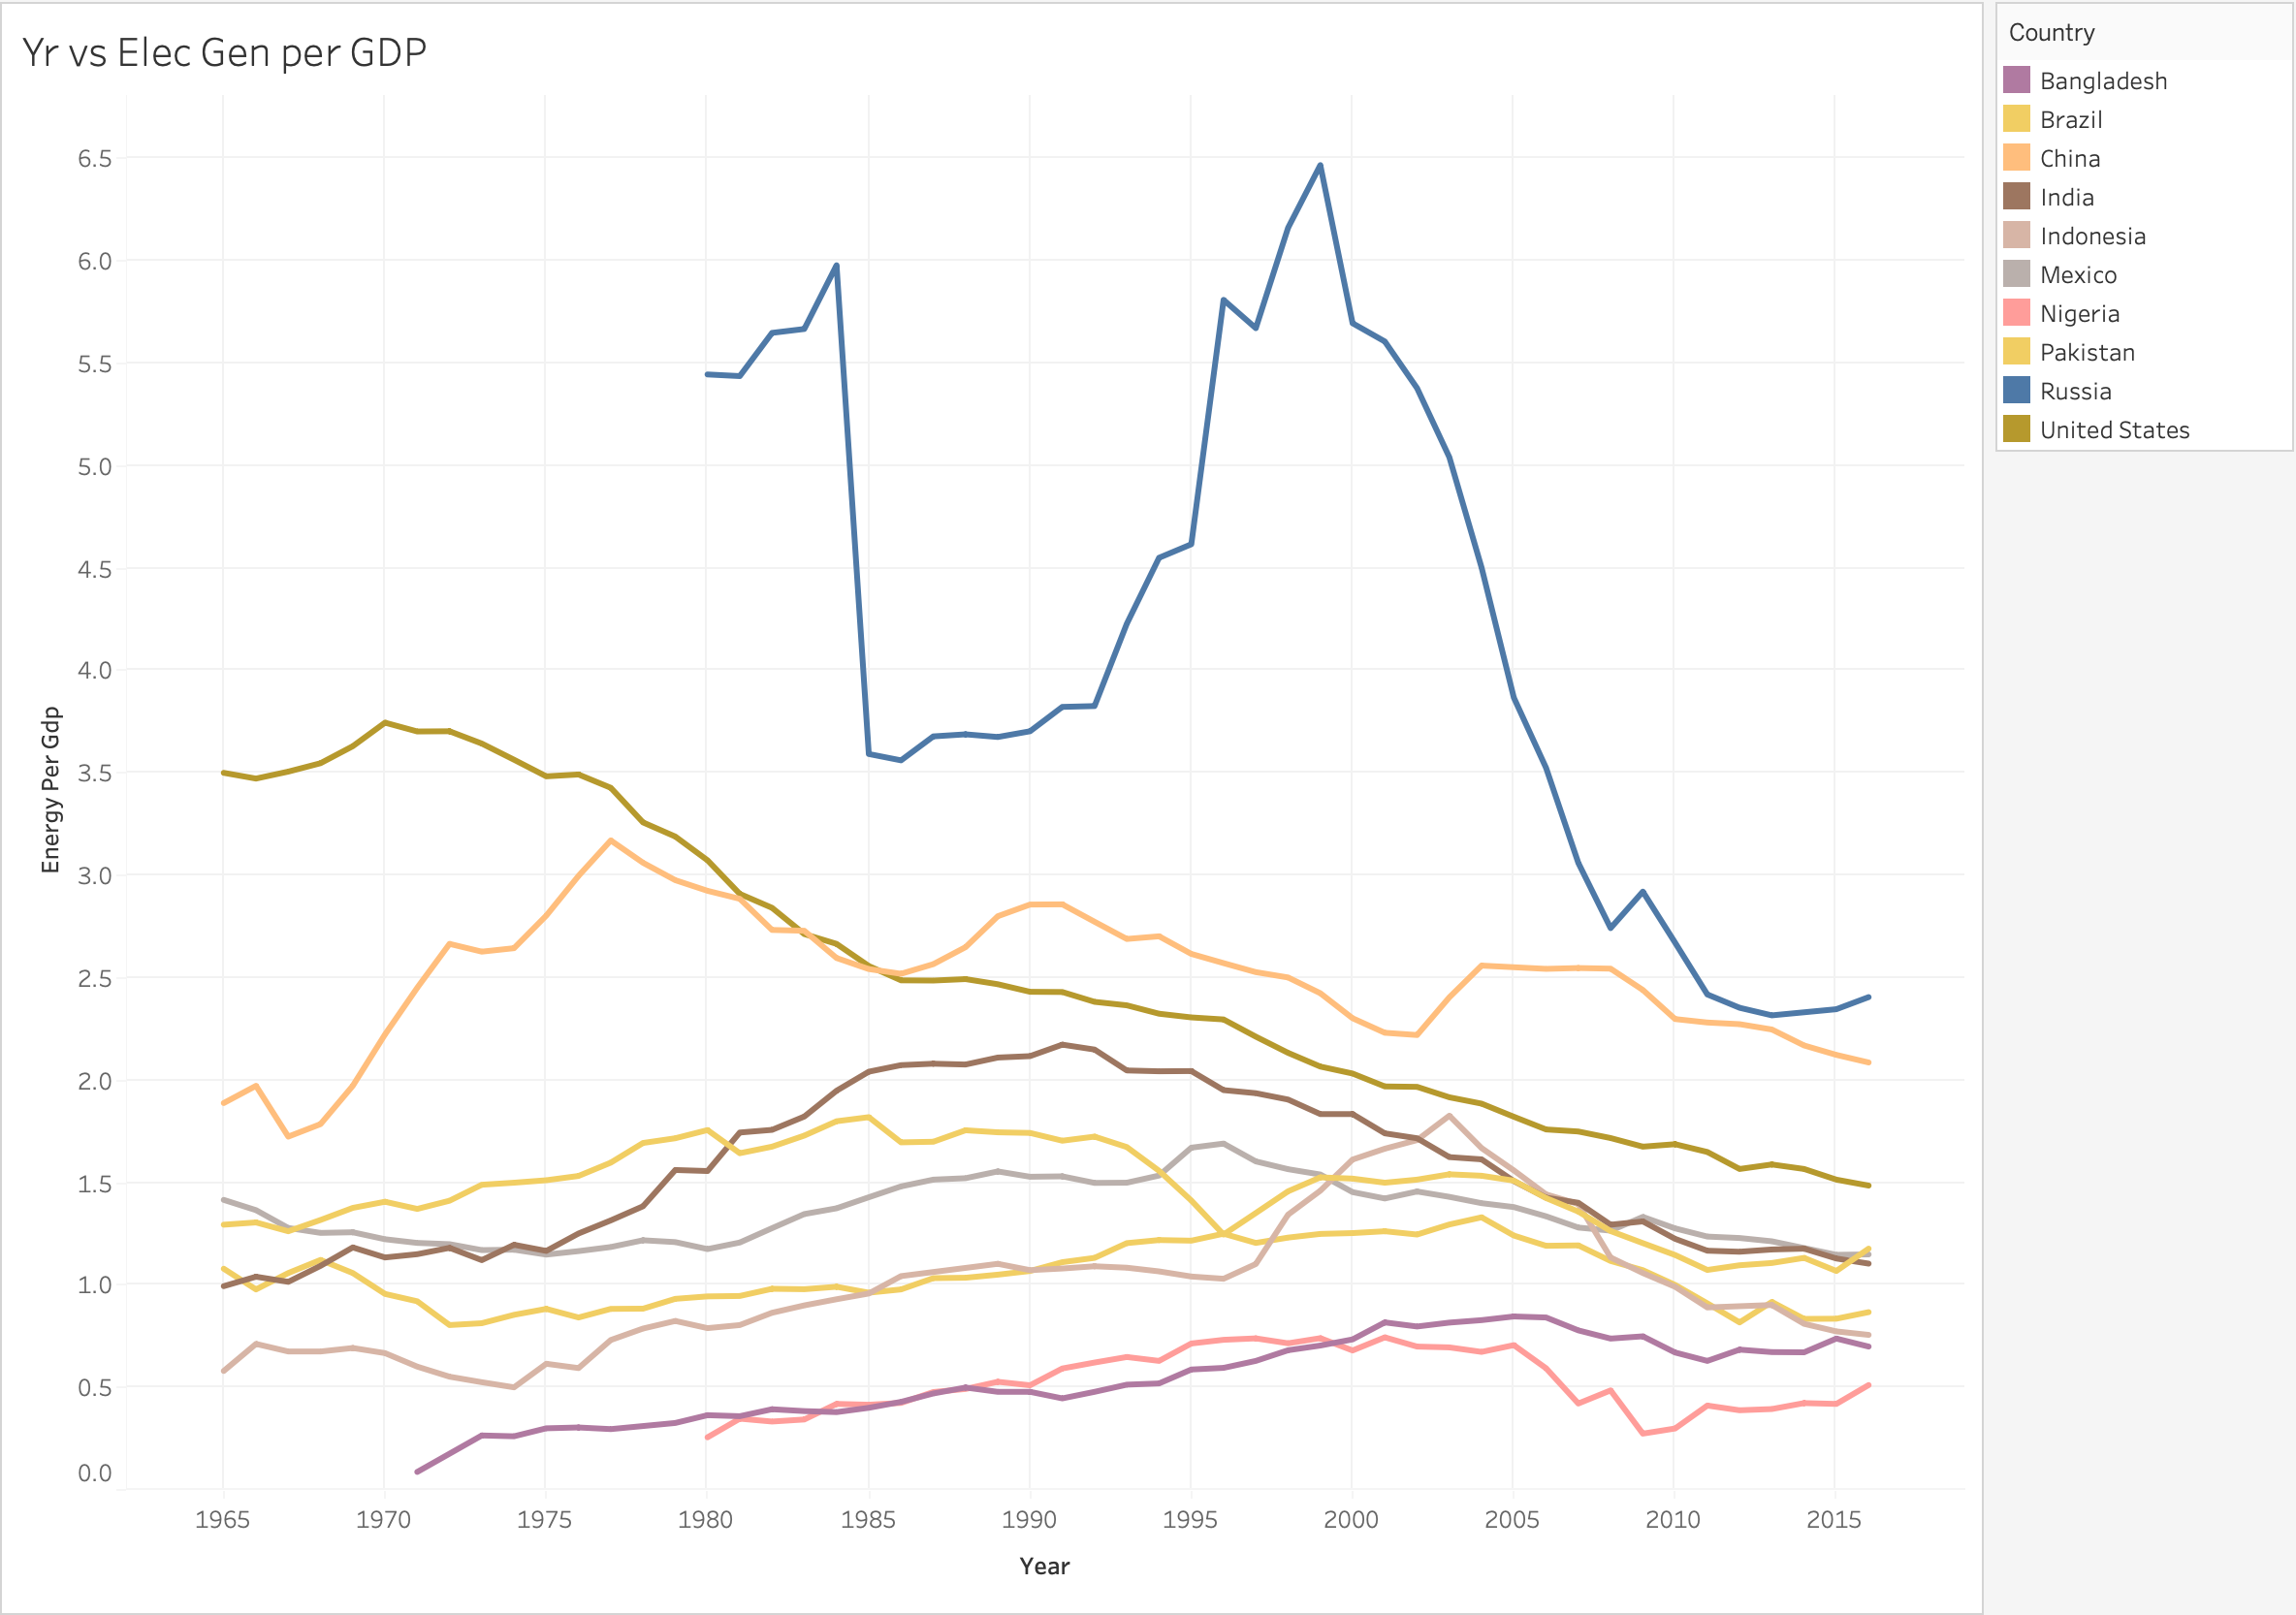 Yr vs Elec Gen per GDP
6.5
6.0
5.5
5.0
4.5
4.0
3.5
3.0
2.5
2.0
1.5
1.0
0.5
0.0
Energy Per Gdp
1965 1970 1975 1980 1985 1990 1995 2000 2005 2010 2015
Year
Country
Bangladesh
Brazil
China
India
Indonesia
Mexico
Nigeria
Pakistan
Russia
United States